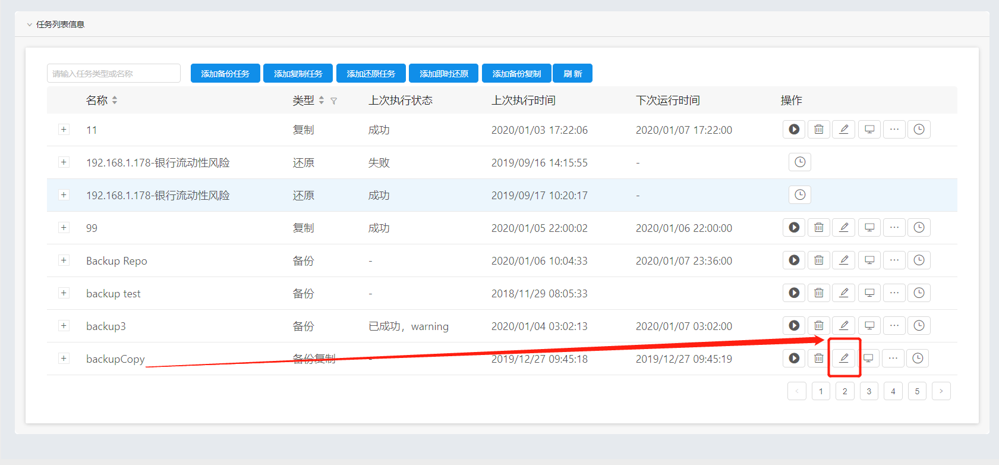 任务列表信息
请输入任务类型或名称 添加备份任务 添加复制任务 添加还原任务 添加即时还原 添加备份复制 刷 新
名称 类型 上次执行状态 上次执行时间 下次运行时间 操作
+ 11 复制 成功 2020/01/03 17:22:06 2020/01/07 17:22:00 ···
+ 192.168.1.178-银行流动性风险 还原 失败 2019/09/16 14:15:55 -
+ 192.168.1.178-银行流动性风险 还原 成功 2019/09/17 10:20:17 -
+ 99 复制 成功 2020/01/05 22:00:02 2020/01/06 22:00:00 ···
+ Backup Repo 备份 - 2020/01/06 10:04:33 2020/01/07 23:36:00 ···
+ backup test 备份 - 2018/11/29 08:05:33 ···
+ backup3 备份 已成功，warning 2020/01/04 03:02:13 2020/01/07 03:02:00 ···
+ backupCopy 备份复制 - 2019/12/27 09:45:18 2019/12/27 09:45:19 ···
< 1 2 3 4 5 >